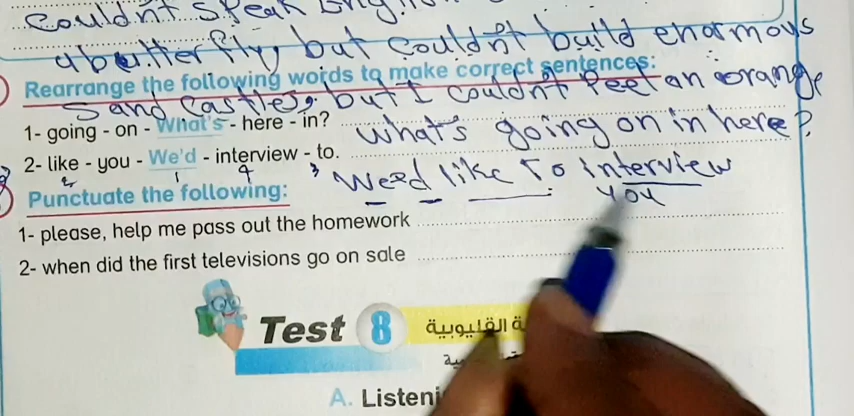 couldn't speak
a butterfly, but couldn't build enormous
Rearrange the following words to make correct sentences:
sand castles, but I couldn't Peel an orange
1- going - on - What's - here - in? What's going on in here?
2- like - you - We'd - interview - to. Weed like To interview
you
Punctuate the following:
1- please, help me pass out the homework
2- when did the first televisions go on sale
Test 8
القليوبية
A. Listeni